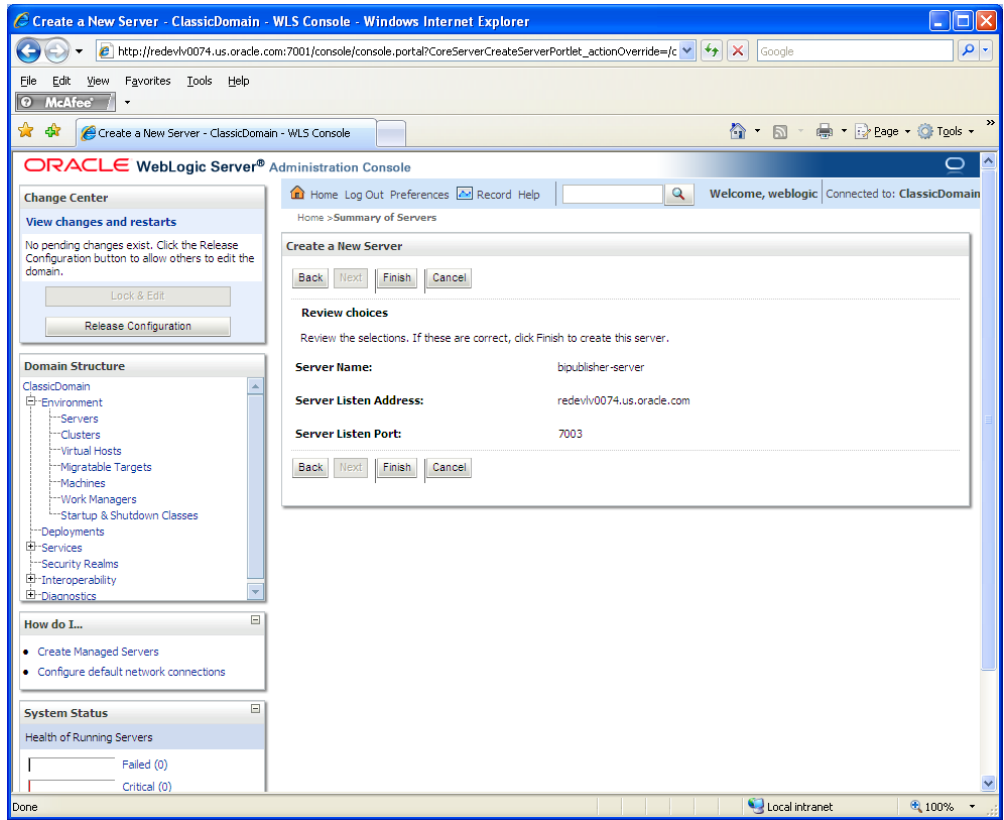 Create a New Server - ClassicDomain - WLS Console - Windows Internet Explorer
http://redevlv0074.us.oracle.com:7001/console/console.portal?CoreServerCreateServerPortlet_actionOverride=/c
Google
File Edit View Favorites Tools Help
McAfee
Create a New Server - ClassicDomain - WLS Console
Page Tools »
ORACLE WebLogic Server® Administration Console
Change Center
View changes and restarts
No pending changes exist. Click the Release
Configuration button to allow others to edit the
domain.
Lock & Edit
Release Configuration
Domain Structure
ClassicDomain
Environment
Servers
Clusters
Virtual Hosts
Migratable Targets
Machines
Work Managers
Startup & Shutdown Classes
Deployments
Services
Security Realms
Interoperability
Diagnostics
How do I...
Create Managed Servers
Configure default network connections
System Status
Health of Running Servers
Failed (0)
Critical (0)
Home Log Out Preferences Record Help
Welcome, weblogic Connected to: ClassicDomain
Home >Summary of Servers
Create a New Server
Back Next Finish Cancel
Review choices
Review the selections. If these are correct, click Finish to create this server.
Server Name: bipublisher-server
Server Listen Address: redevlv0074.us.oracle.com
Server Listen Port: 7003
Back Next Finish Cancel
Done
Local intranet
100%